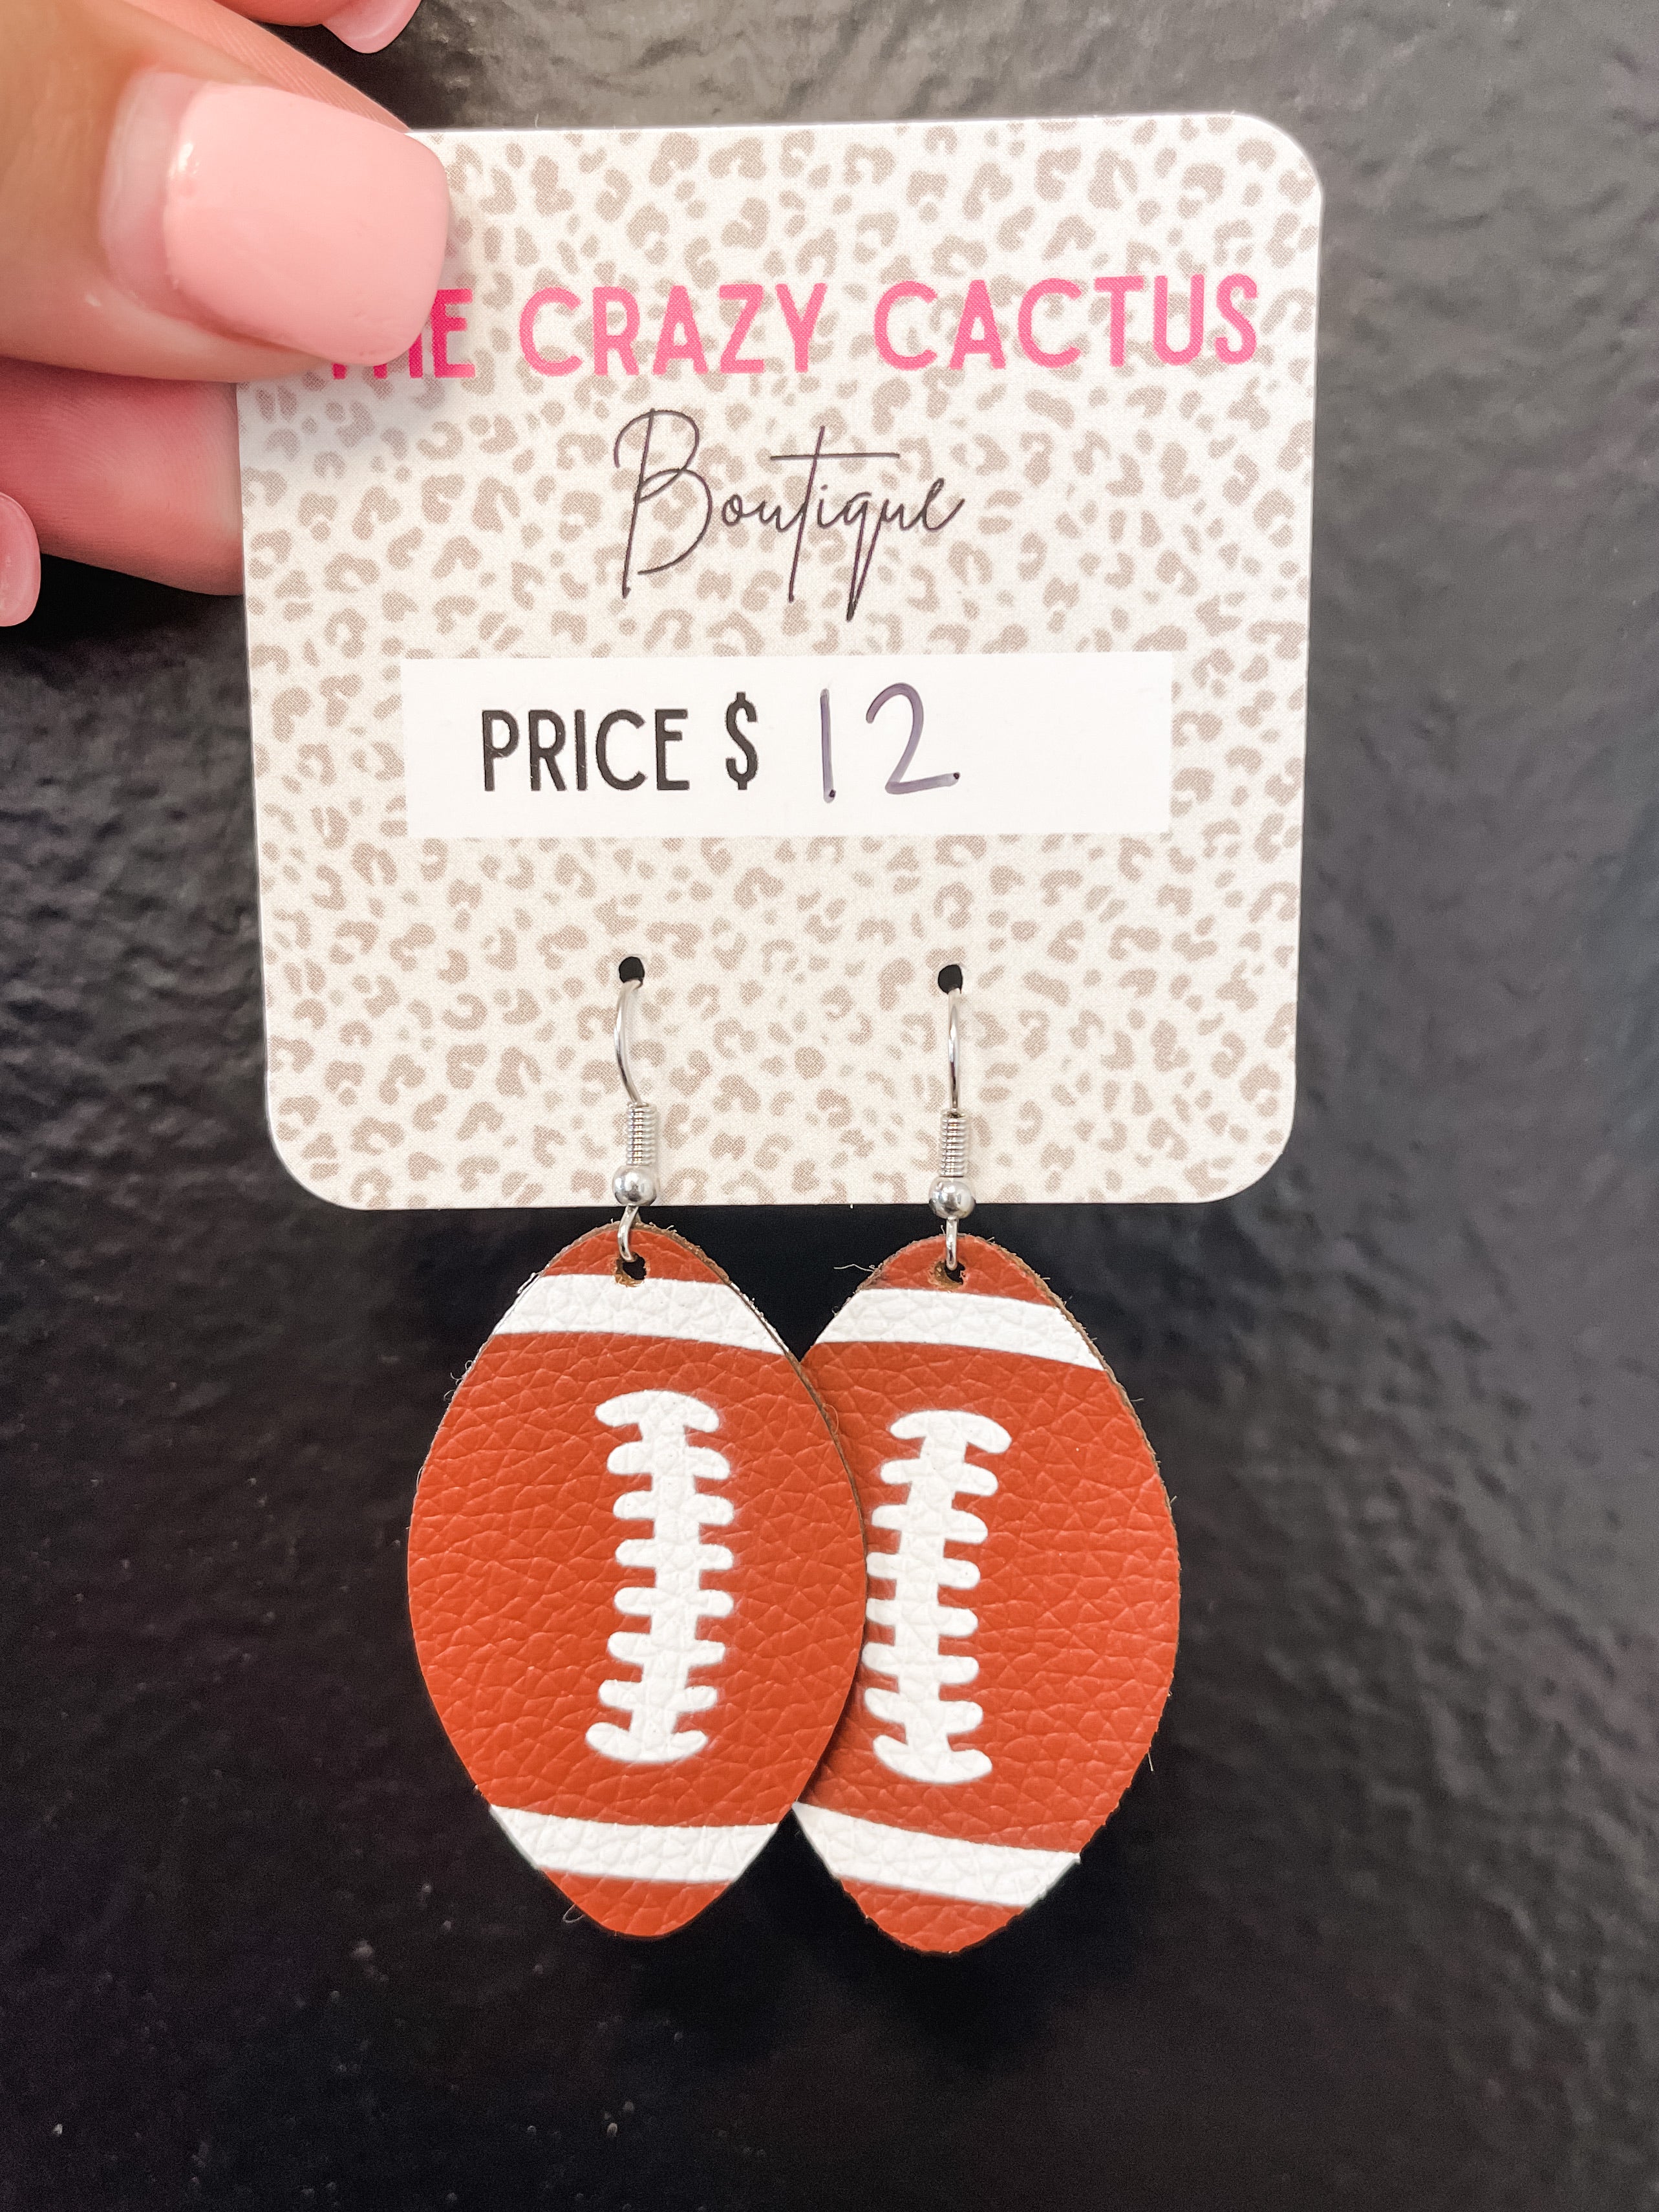 THE CRAZY CACTUS
Boutique
PRICE $ 12